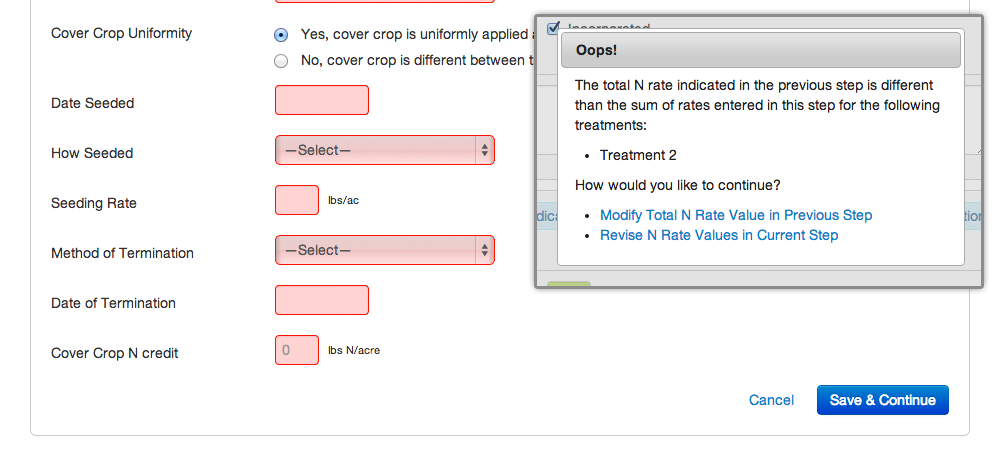 Cover Crop Uniformity
Yes, cover crop is uniformly applied
No, cover crop is different between
Date Seeded
How Seeded
—Select—
Seeding Rate
lbs/ac
Method of Termination
—Select—
Date of Termination
Cover Crop N credit
0
lbs N/acre
Cancel
Save & Continue
Incorporated
Oops!
The total N rate indicated in the previous step is different
than the sum of rates entered in this step for the following
treatments:
• Treatment 2
How would you like to continue?
• Modify Total N Rate Value in Previous Step
• Revise N Rate Values in Current Step